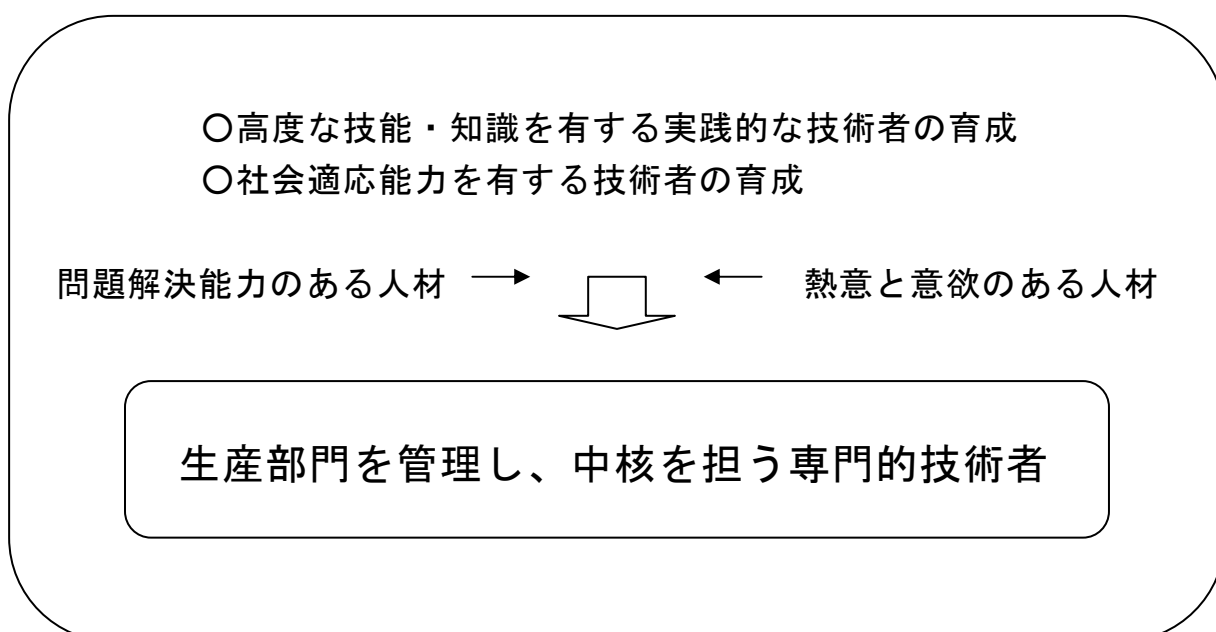 ○高度な技能・知識を有する実践的な技術者の育成
○社会適応能力を有する技術者の育成
問題解決能力のある人材
熱意と意欲のある人材
生産部門を管理し、中核を担う専門的技術者